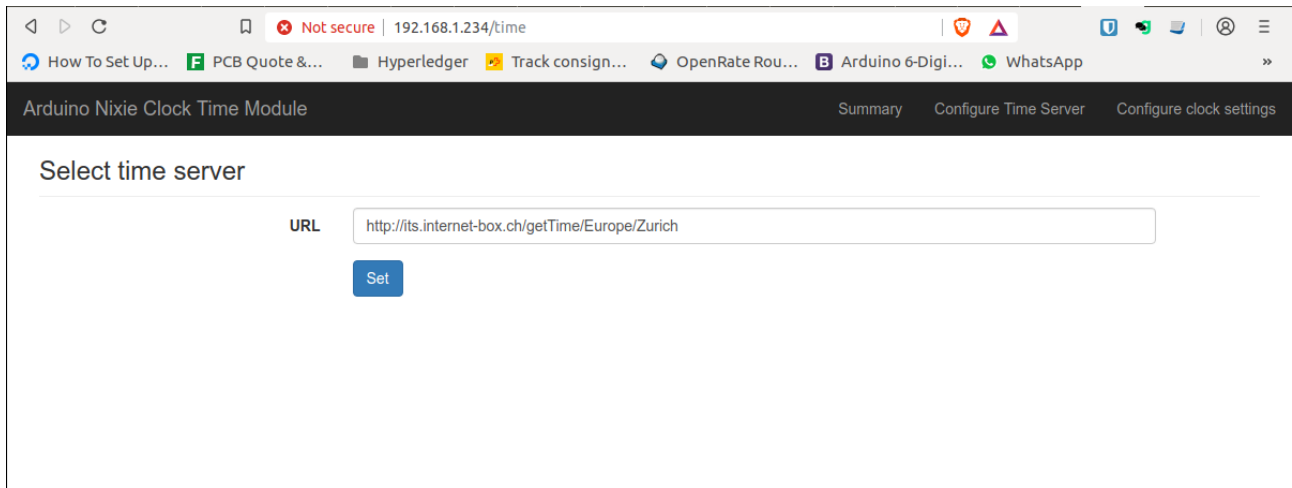 Not secure 192.168.1.234/time
How To Set Up... PCB Quote &... Hyperledger Track consign... OpenRate Rou... B Arduino 6-Digi... WhatsApp »
Arduino Nixie Clock Time Module Summary Configure Time Server Configure clock settings
Select time server
URL http://its.internet-box.ch/getTime/Europe/Zurich
Set